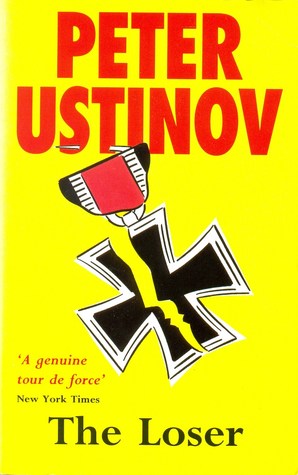 PETER
USTINOV
‘A genuine
tour de force’
New York Times
The Loser